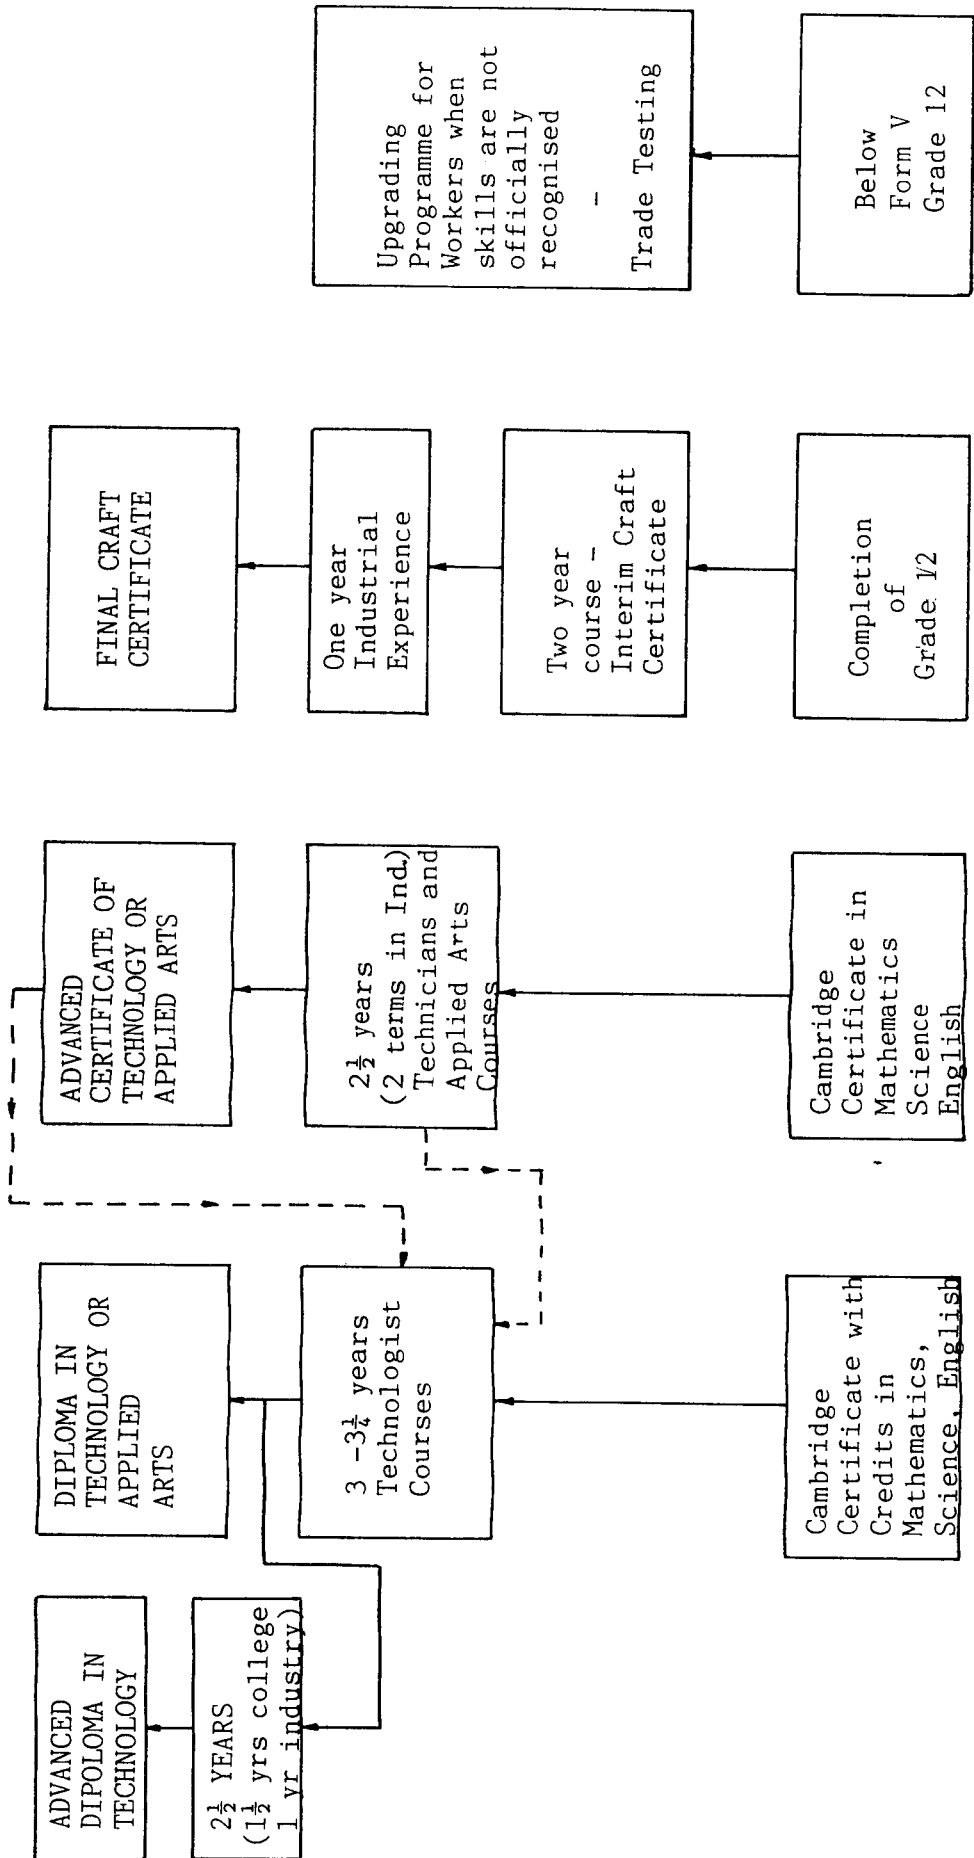 ADVANCED
DIPOLOMA IN
TECHNOLOGY
2½ YEARS
(1½ yrs college
1 yr industry)
DIPLOMA IN
TECHNOLOGY OR
APPLIED
ARTS
3 -3¼ years
Technologist
Courses
Cambridge
Certificate with
Credits in
Mathematics,
Science, English
ADVANCED
CERTIFICATE OF
TECHNOLOGY OR
APPLIED ARTS
2½ years
(2 terms in Ind.)
Technicians and
Applied Arts
Courses
Cambridge
Certificate in
Mathematics
Science
English
FINAL CRAFT
CERTIFICATE
One year
Industrial
Experience
Two year
course -
Interim Craft
Certificate
Completion
of
Grade 12
Upgrading
Programme for
Workers when
skills are not
officially
recognised
-
Trade Testing
Below
Form V
Grade 12